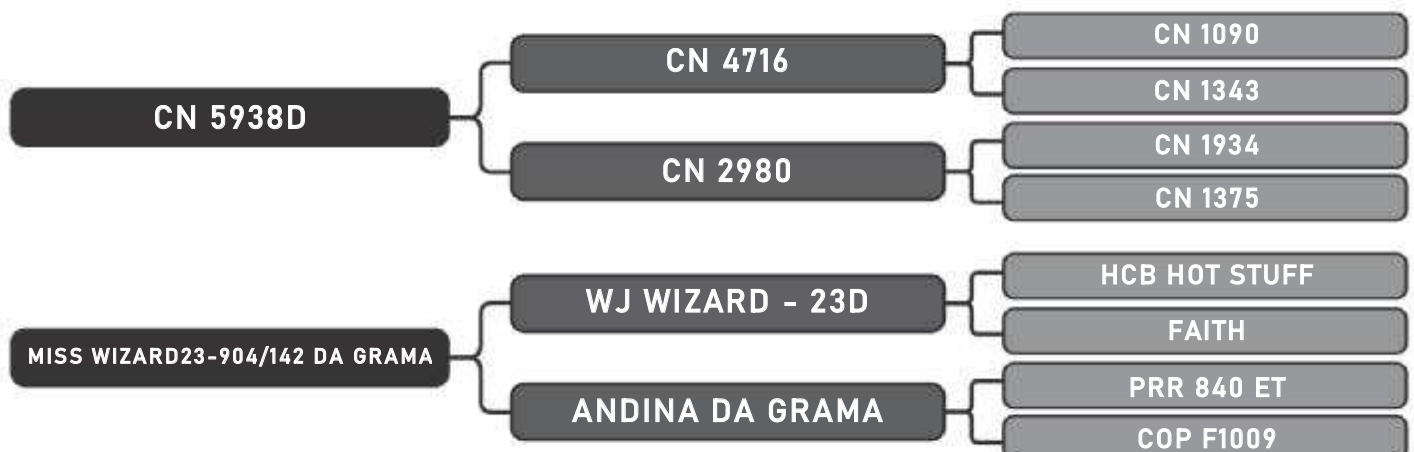 CN 5938D
CN 4716
CN 1090
CN 1343
CN 2980
CN 1934
CN 1375
MISS WIZARD23-904/142 DA GRAMA
WJ WIZARD - 23D
HCB HOT STUFF
FAITH
ANDINA DA GRAMA
PRR 840 ET
COP F1009